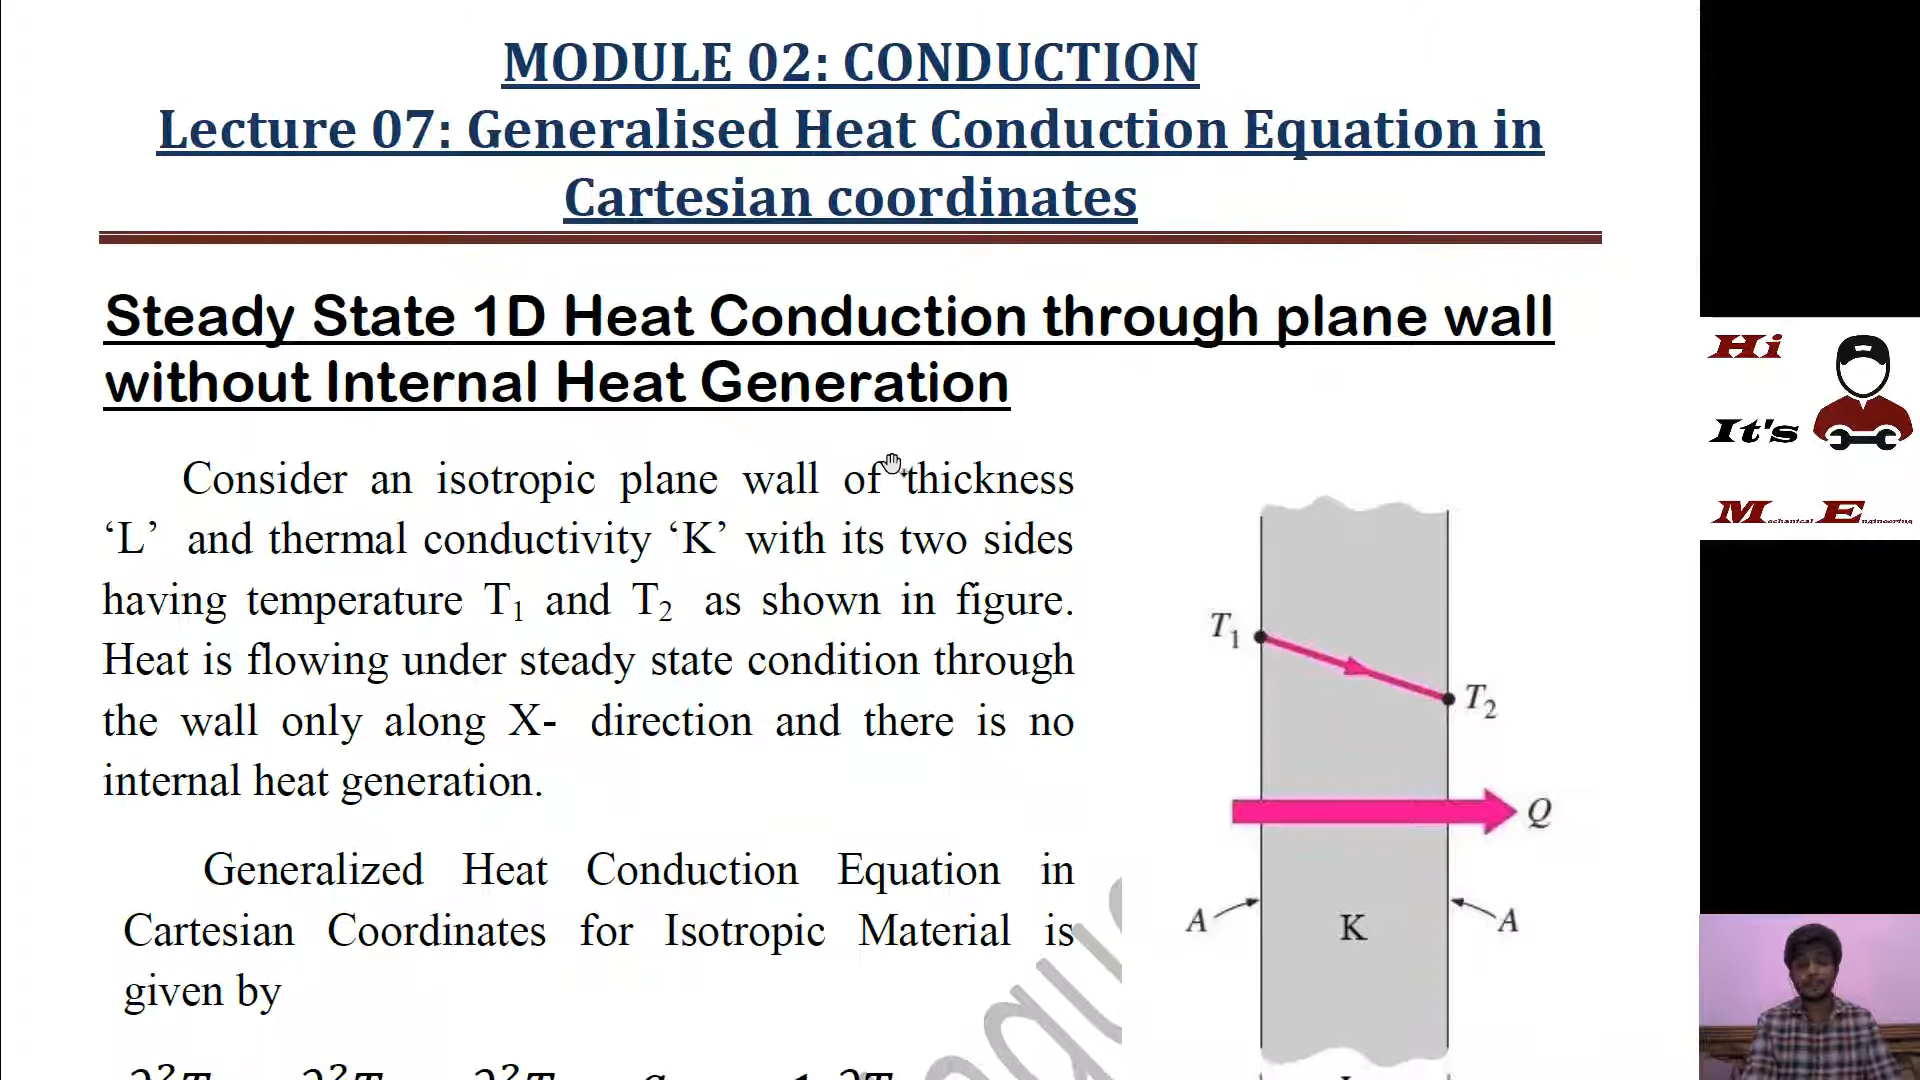 MODULE 02: CONDUCTION
Lecture 07: Generalised Heat Conduction Equation in
Cartesian coordinates
Steady State 1D Heat Conduction through plane wall
without Internal Heat Generation
Consider an isotropic plane wall of thickness
‘L’ and thermal conductivity ‘K’ with its two sides
having temperature T₁ and T₂ as shown in figure.
Heat is flowing under steady state condition through
the wall only along X- direction and there is no
internal heat generation.
Generalized Heat Conduction Equation in
Cartesian Coordinates for Isotropic Material is
given by
T₁
T₂
Q
A
K
A
Hi
It's
Mechanical Engineering